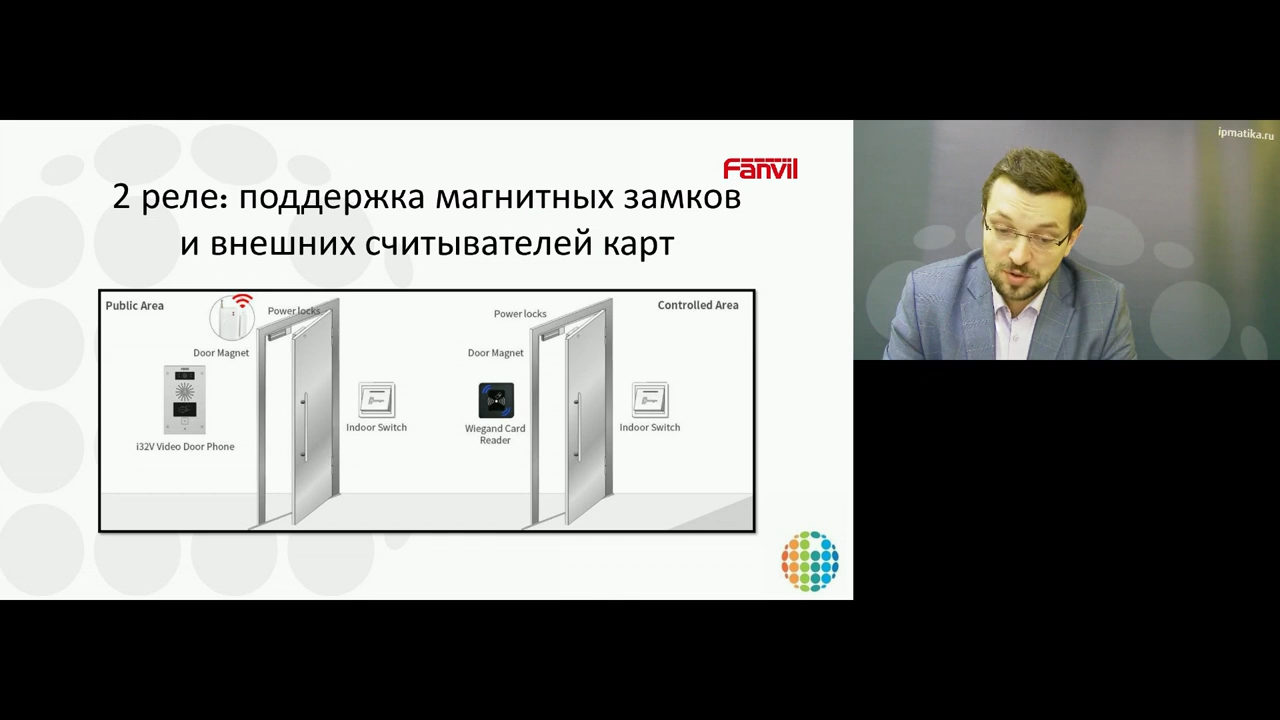 ipmatika.ru
Fanvil
2 реле: поддержка магнитных замков
и внешних считывателей карт
Public Area
Power locks
Door Magnet
i32V Video Door Phone
Indoor Switch
Power locks
Controlled Area
Door Magnet
Wiegand Card
Reader
Indoor Switch